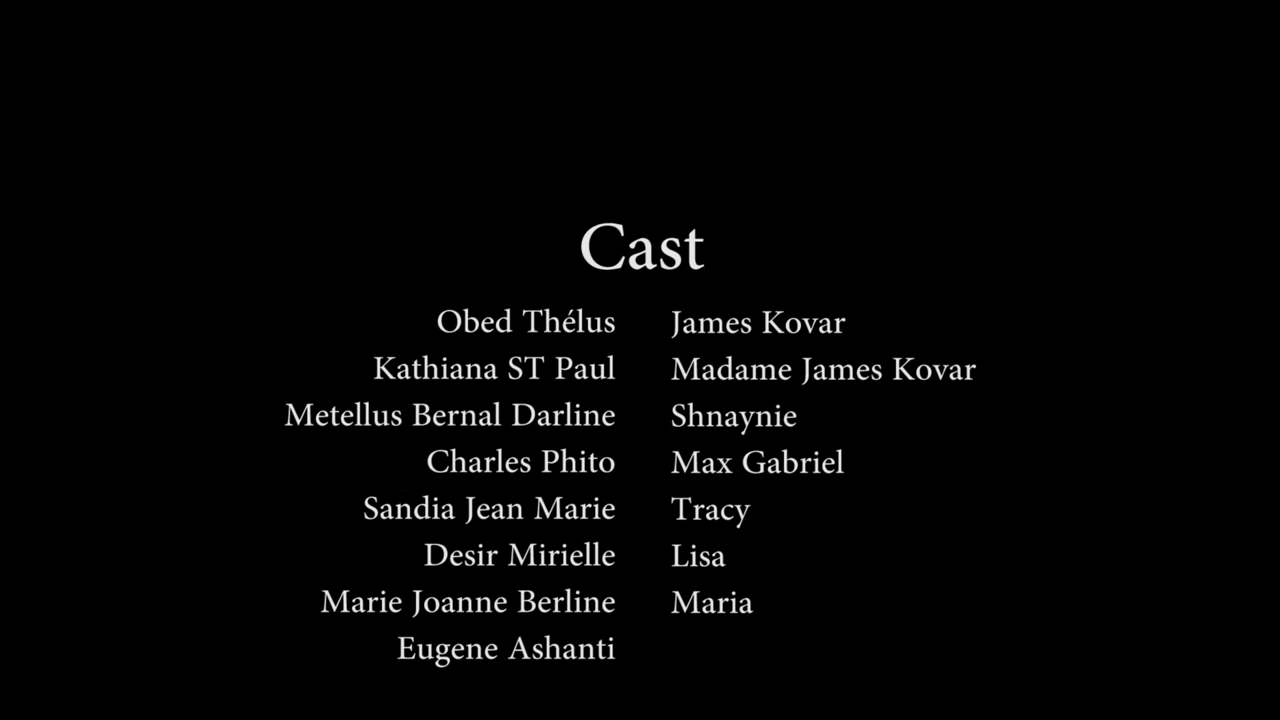 Cast
Obed Thélus James Kovar
Kathiana ST Paul Madame James Kovar
Metellus Bernal Darline Shnaynie
Charles Phito Max Gabriel
Sandia Jean Marie Tracy
Desir Mirielle Lisa
Marie Joanne Berline Maria
Eugene Ashanti